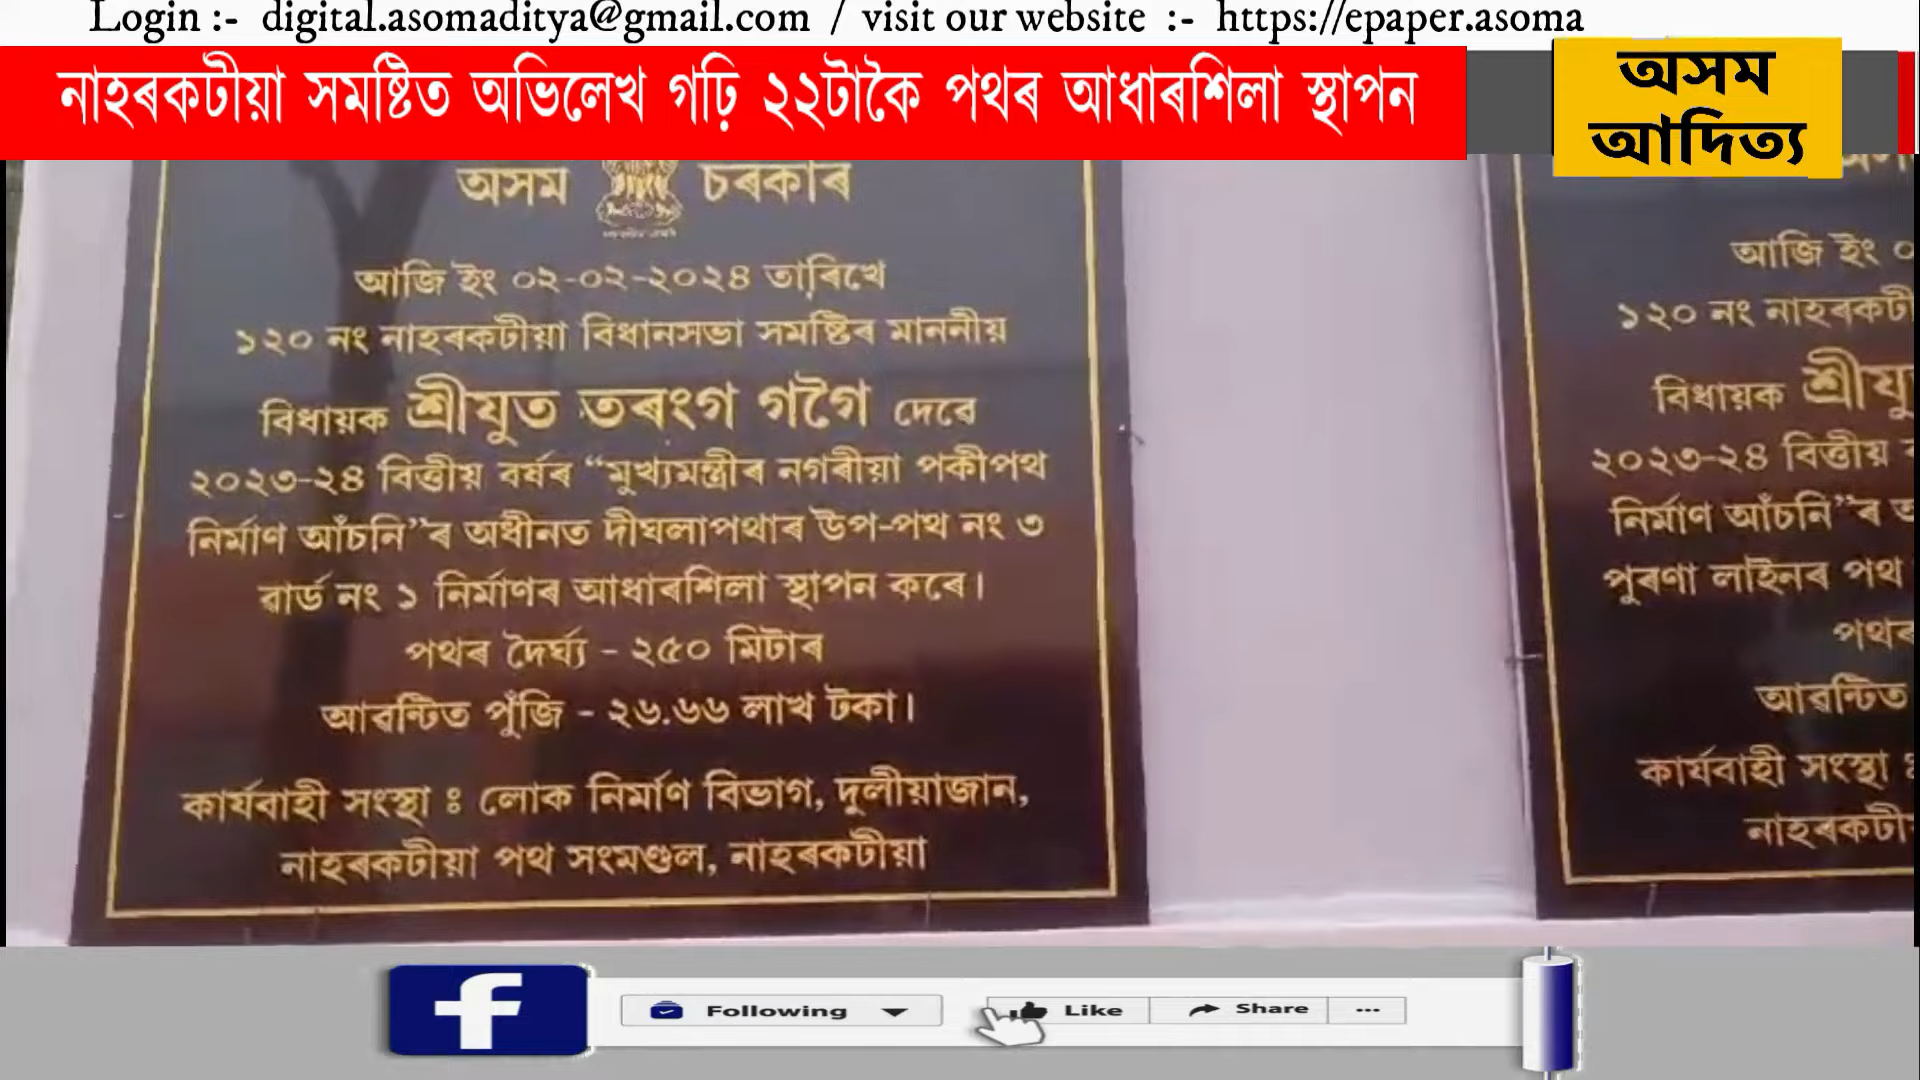 Login :- digital.asomaditya@gmail.com / visit our website :- https://epaper.asoma
নাহৰকটীয়া সমষ্টিত অভিলেখ গঢ়ি ২২টাকৈ পথৰ আধাৰশিলা স্থাপন
অসম
আদিত্য
অসম চৰকাৰ
আজি ইং ০২-০২-২০২৪ তাৰিখে
১২০ নং নাহৰকটীয়া বিধানসভা সমষ্টিৰ মাননীয়
বিধায়ক শ্ৰীযুত তৰংগ গগৈ দেৱে
২০২৩-২৪ বিত্তীয় বৰ্ষৰ “মুখ্যমন্ত্ৰীৰ নগৰীয়া পকীপথ
নিৰ্মাণ আঁচনি”ৰ অধীনত দীঘলাপথাৰ উপ-পথ নং ৩
ৱাৰ্ড নং ১ নিৰ্মাণৰ আধাৰশিলা স্থাপন কৰে।
পথৰ দৈৰ্ঘ্য - ২৫০ মিটাৰ
আৱন্টিত পুঁজি - ২৬.৬৬ লাখ টকা।
কাৰ্যবাহী সংস্থা ঃ লোক নিৰ্মাণ বিভাগ, দুলীয়াজান,
নাহৰকটীয়া পথ সংমণ্ডল, নাহৰকটীয়া
আজি ইং ০
১২০ নং নাহৰকটী
বিধায়ক শ্ৰীযু
২০২৩-২৪ বিত্তীয়
নিৰ্মাণ আঁচনি”ৰ অ
পুৰণা লাইনৰ পথ
পথৰ
আৱন্টিত
কাৰ্যবাহী সংস্থা ঃ
নাহৰকটী
Following
Like
Share
...